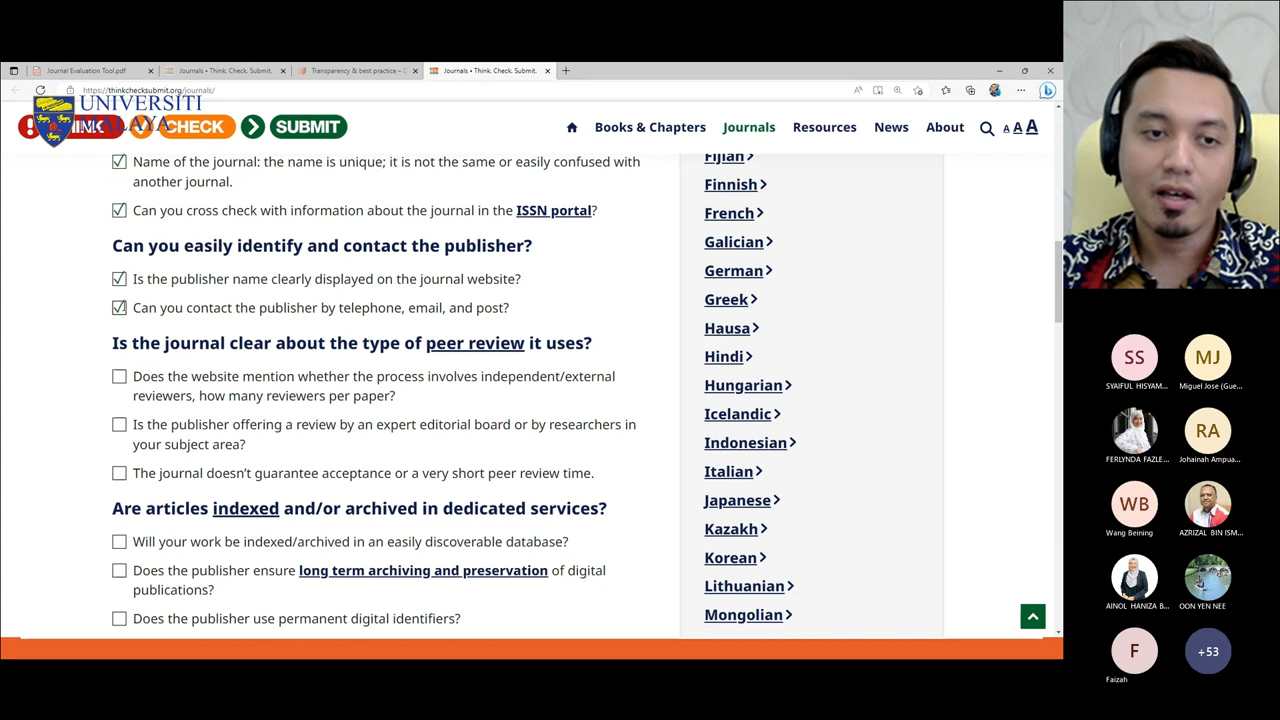 Journal Evaluation Tool.pdf
Journals • Think. Check. Submit.
Transparency & best practice – D
Journals • Think. Check. Submit.
https://thinkchecksubmit.org/journals/
UNIVERSITI
MALAYA
CHECK
SUBMIT
Books & Chapters
Journals
Resources
News
About
A A A
Name of the journal: the name is unique; it is not the same or easily confused with
another journal.
Can you cross check with information about the journal in the ISSN portal?
Can you easily identify and contact the publisher?
Is the publisher name clearly displayed on the journal website?
Can you contact the publisher by telephone, email, and post?
Is the journal clear about the type of peer review it uses?
Does the website mention whether the process involves independent/external
reviewers, how many reviewers per paper?
Is the publisher offering a review by an expert editorial board or by researchers in
your subject area?
The journal doesn’t guarantee acceptance or a very short peer review time.
Are articles indexed and/or archived in dedicated services?
Will your work be indexed/archived in an easily discoverable database?
Does the publisher ensure long term archiving and preservation of digital
publications?
Does the publisher use permanent digital identifiers?
Fijian
Finnish
French
Galician
German
Greek
Hausa
Hindi
Hungarian
Icelandic
Indonesian
Italian
Japanese
Kazakh
Korean
Lithuanian
Mongolian
SS
SYAIFUL HISYAM...
MJ
Miguel Jose (Gue...
FERLYNDA FAZLE...
RA
Johainah Ampua...
WB
Wang Beining
AZRIZAL BIN ISM...
AINOL HANIZA B...
OON YEN NEE
F
Faizah
+53